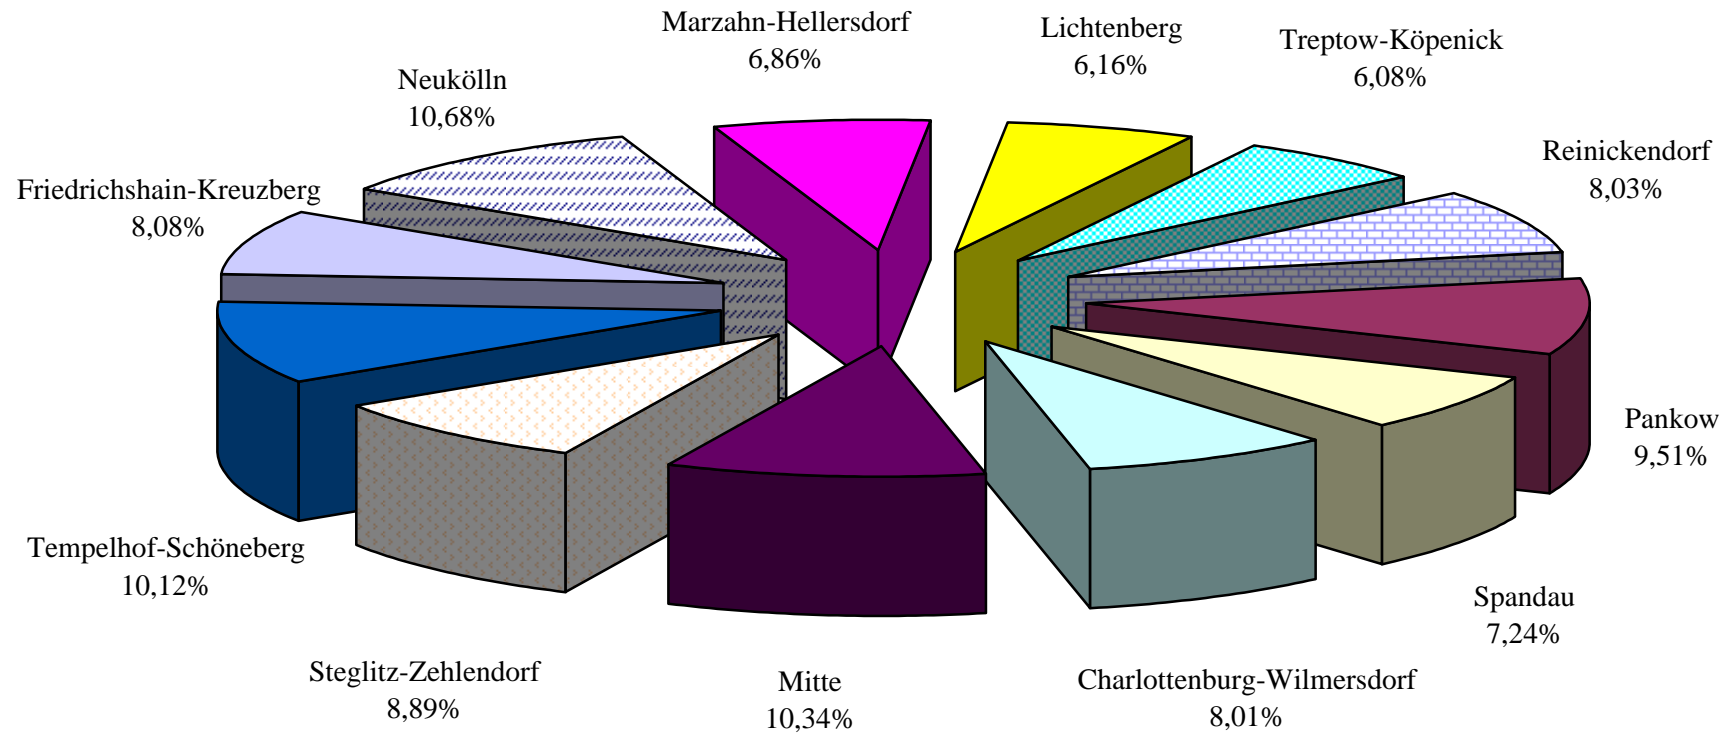 Marzahn-Hellersdorf
6,86%
Lichtenberg
6,16%
Treptow-Köpenick
6,08%
Neukölln
10,68%
Reinickendorf
8,03%
Friedrichshain-Kreuzberg
8,08%
Pankow
9,51%
Tempelhof-Schöneberg
10,12%
Spandau
7,24%
Steglitz-Zehlendorf
8,89%
Mitte
10,34%
Charlottenburg-Wilmersdorf
8,01%